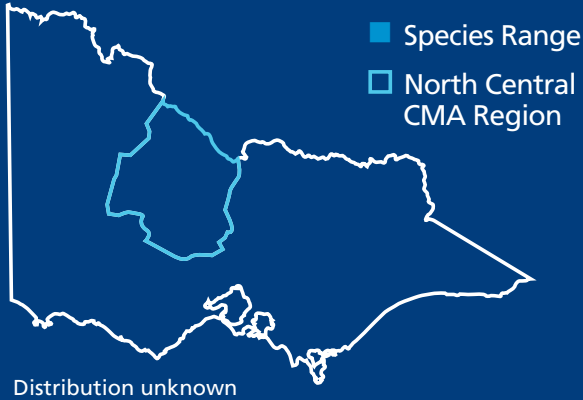 Species Range
North Central
CMA Region
Distribution unknown